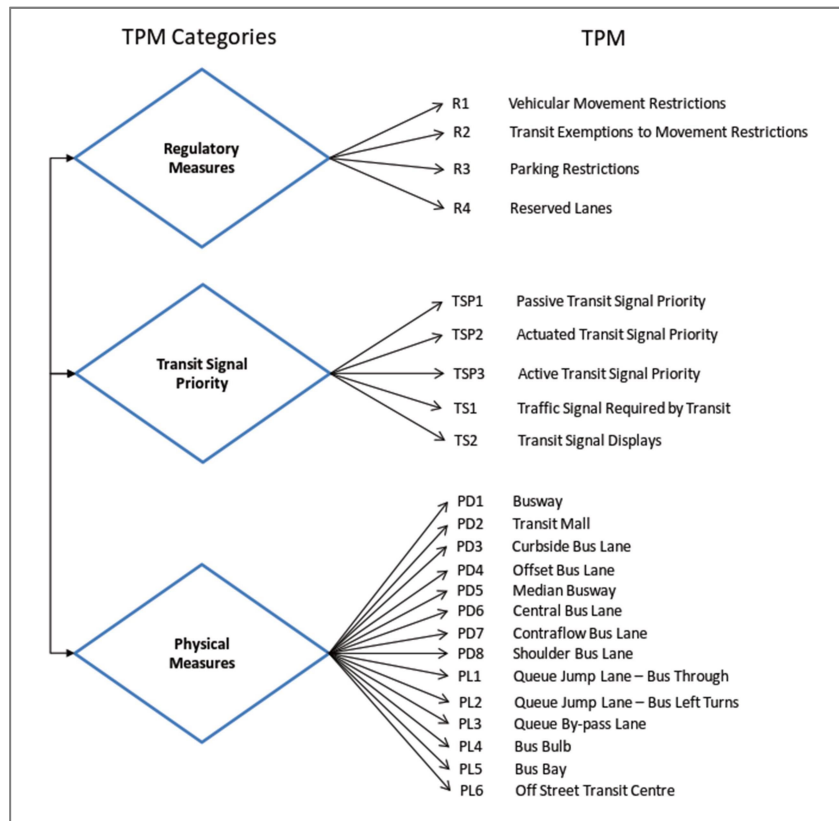 TPM Categories
TPM
Regulatory
Measures
R1 Vehicular Movement Restrictions
R2 Transit Exemptions to Movement Restrictions
R3 Parking Restrictions
R4 Reserved Lanes
Transit Signal
Priority
TSP1 Passive Transit Signal Priority
TSP2 Actuated Transit Signal Priority
TSP3 Active Transit Signal Priority
TS1 Traffic Signal Required by Transit
TS2 Transit Signal Displays
Physical
Measures
PD1 Busway
PD2 Transit Mall
PD3 Curbside Bus Lane
PD4 Offset Bus Lane
PD5 Median Busway
PD6 Central Bus Lane
PD7 Contraflow Bus Lane
PD8 Shoulder Bus Lane
PL1 Queue Jump Lane – Bus Through
PL2 Queue Jump Lane – Bus Left Turns
PL3 Queue By-pass Lane
PL4 Bus Bulb
PL5 Bus Bay
PL6 Off Street Transit Centre